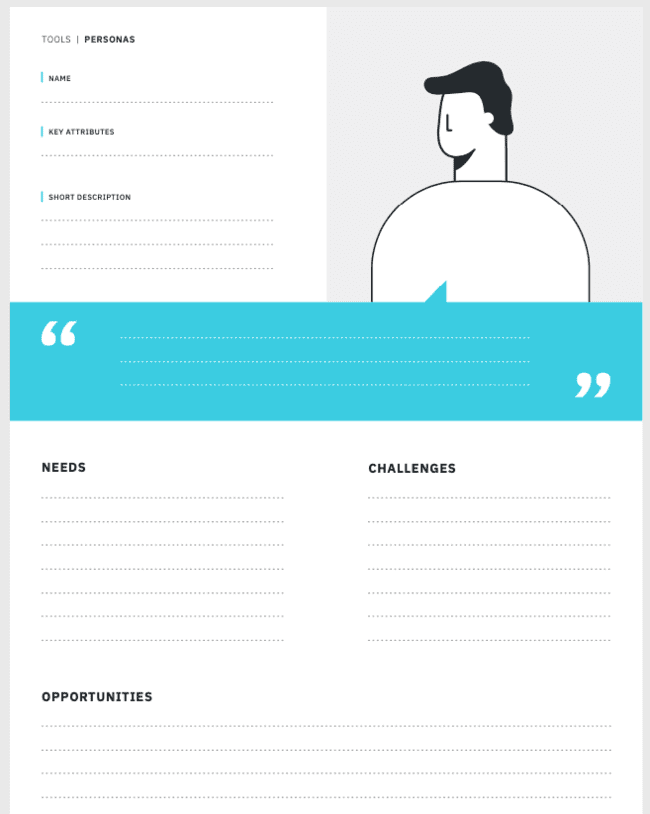 TOOLS | PERSONAS
NAME
KEY ATTRIBUTES
SHORT DESCRIPTION
“
”
NEEDS
CHALLENGES
OPPORTUNITIES